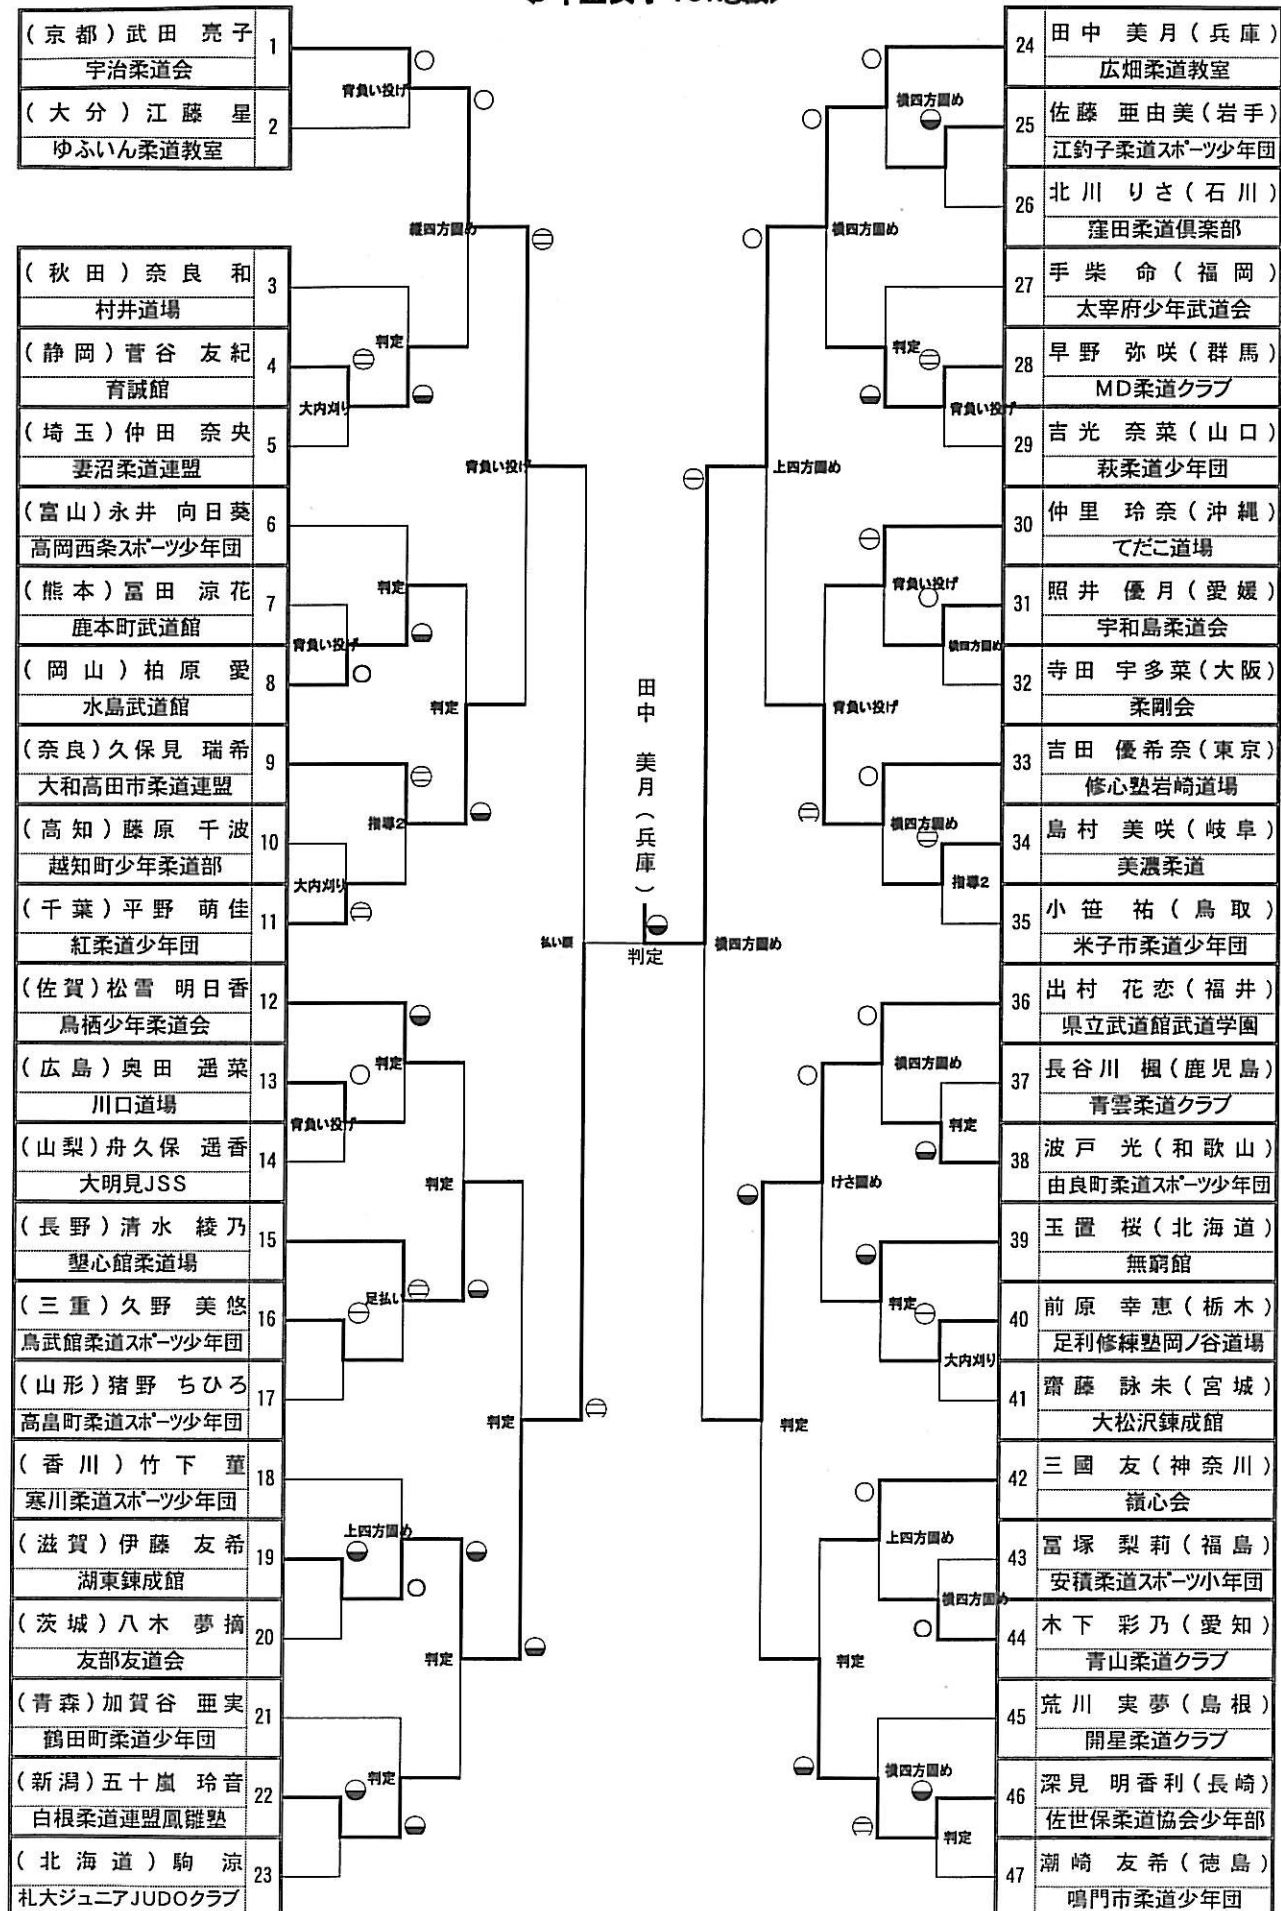 (京都)武田 亮子
1
宇治柔道会
(大分)江藤 星
2
ゆふいん柔道教室
(秋田)奈良 和
3
村井道場
(静岡)菅谷 友紀
4
育誠館
(埼玉)仲田 奈央
5
妻沼柔道連盟
(富山)永井 向日葵
6
高岡西条スポーツ少年団
(熊本)冨田 涼花
7
鹿本町武道館
(岡山)柏原 愛
8
水島武道館
(奈良)久保見 瑞希
9
大和高田市柔道連盟
(高知)藤原 千波
10
越知町少年柔道部
(千葉)平野 萌佳
11
紅柔道少年団
(佐賀)松雪 明日香
12
鳥栖少年柔道会
(広島)奥田 遥菜
13
川口道場
(山梨)舟久保 遥香
14
大明見JSS
(長野)清水 綾乃
15
墾心館柔道場
(三重)久野 美悠
16
鳥武館柔道スポーツ少年団
(山形)猪野 ちひろ
17
高畠町柔道スポーツ少年団
(香川)竹下 菫
18
寒川柔道スポーツ少年団
(滋賀)伊藤 友希
19
湖東錬成館
(茨城)八木 夢摘
20
友部友道会
(青森)加賀谷 亜実
21
鶴田町柔道少年団
(新潟)五十嵐 玲音
22
白根柔道連盟鳳雛塾
(北海道)駒 涼
23
札大ジュニアJUDOクラブ
背負い投げ
縦四方固め
判定
大内刈り
背負い投げ
判定
背負い投げ
判定
指導2
大内刈り
払い腰
判定
背負い投げ
判定
足払い
判定
上四方固め
判定
判定
田中 美月(兵庫)
判定
横四方固め
横四方固め
横四方固め
判定
背負い投げ
上四方固め
背負い投げ
横四方固め
背負い投げ
横四方固め
指導2
横四方固め
判定
けさ固め
判定
大内刈り
判定
上四方固め
横四方固め
判定
横四方固め
判定
24
田中 美月(兵庫)
広畑柔道教室
25
佐藤 亜由美(岩手)
江釣子柔道スポーツ少年団
26
北川 りさ(石川)
窪田柔道倶楽部
27
手柴 命(福岡)
太宰府少年武道会
28
早野 弥咲(群馬)
MD柔道クラブ
29
吉光 奈菜(山口)
萩柔道少年団
30
仲里 玲奈(沖縄)
てだこ道場
31
照井 優月(愛媛)
宇和島柔道会
32
寺田 宇多菜(大阪)
柔剛会
33
吉田 優希奈(東京)
修心塾岩崎道場
34
島村 美咲(岐阜)
美濃柔道
35
小笹 祐(鳥取)
米子市柔道少年団
36
出村 花恋(福井)
県立武道館武道学園
37
長谷川 楓(鹿児島)
青雲柔道クラブ
38
波戸 光(和歌山)
由良町柔道スポーツ少年団
39
玉置 桜(北海道)
無窮館
40
前原 幸恵(栃木)
足利修練塾岡ノ谷道場
41
齋藤 詠未(宮城)
大松沢錬成館
42
三國 友(神奈川)
嶺心会
43
冨塚 梨莉(福島)
安積柔道スポーツ小年団
44
木下 彩乃(愛知)
青山柔道クラブ
45
荒川 実夢(島根)
開星柔道クラブ
46
深見 明香利(長崎)
佐世保柔道協会少年部
47
潮崎 友希(徳島)
鳴門市柔道少年団